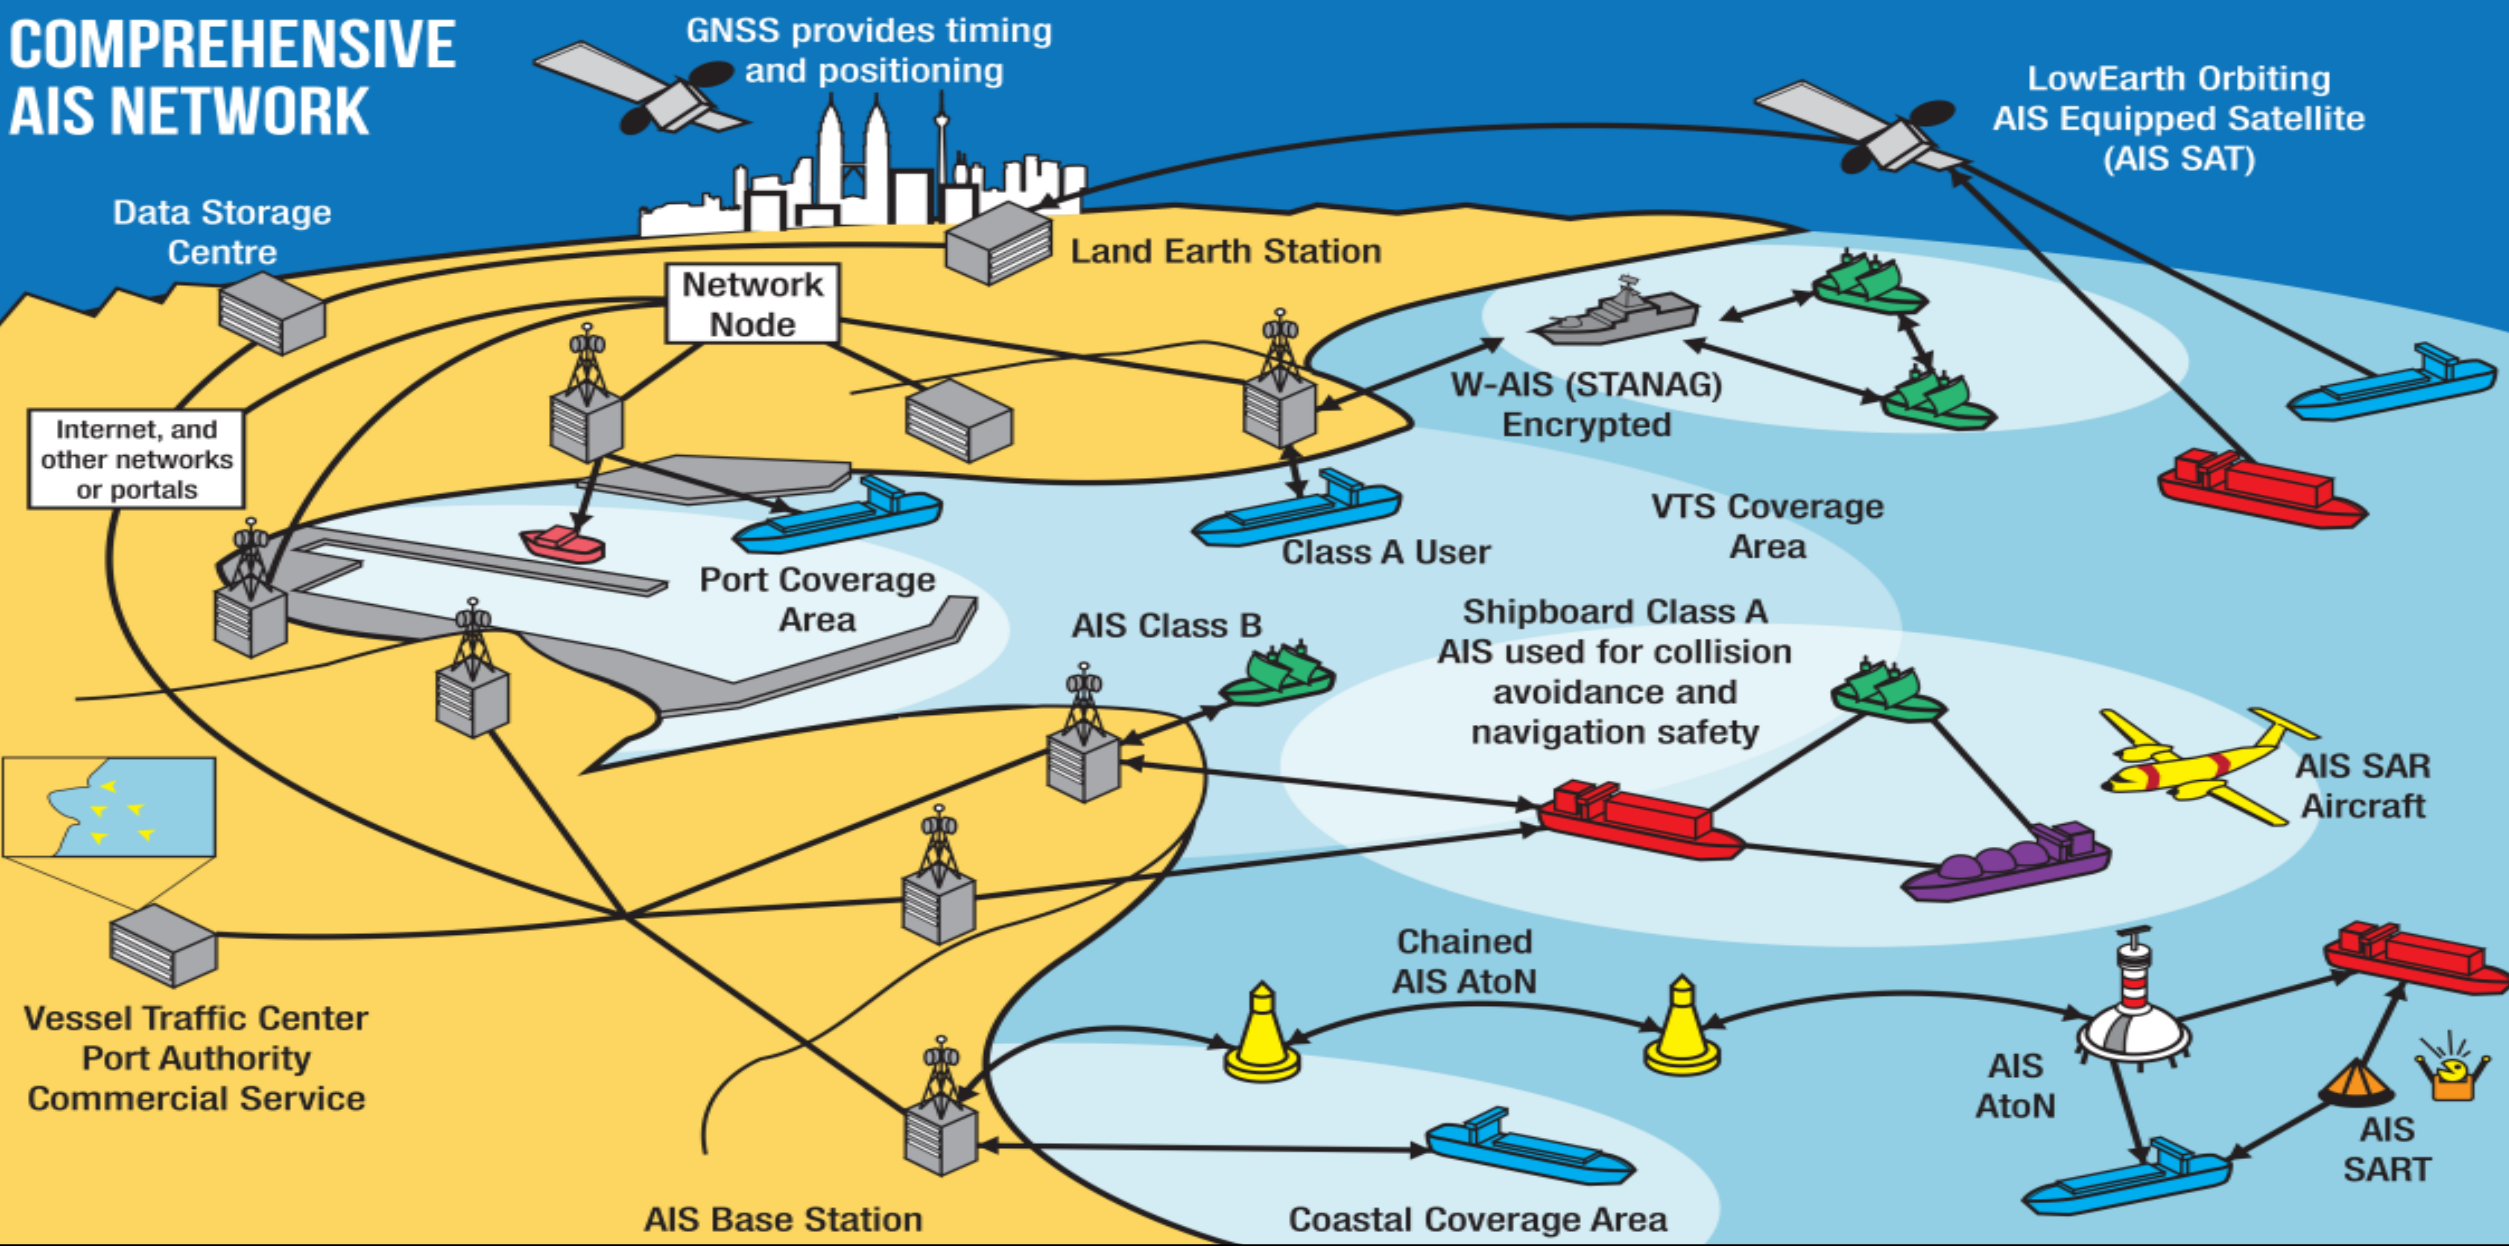 COMPREHENSIVE
AIS NETWORK
GNSS provides timing
and positioning
LowEarth Orbiting
AIS Equipped Satellite
(AIS SAT)
Data Storage
Centre
Land Earth Station
Network
Node
Internet, and
other networks
or portals
W-AIS (STANAG)
Encrypted
VTS Coverage
Area
Class A User
Port Coverage
Area
AIS Class B
Shipboard Class A
AIS used for collision
avoidance and
navigation safety
AIS SAR
Aircraft
Vessel Traffic Center
Port Authority
Commercial Service
Chained
AIS AtoN
AIS
AtoN
AIS
SART
AIS Base Station
Coastal Coverage Area